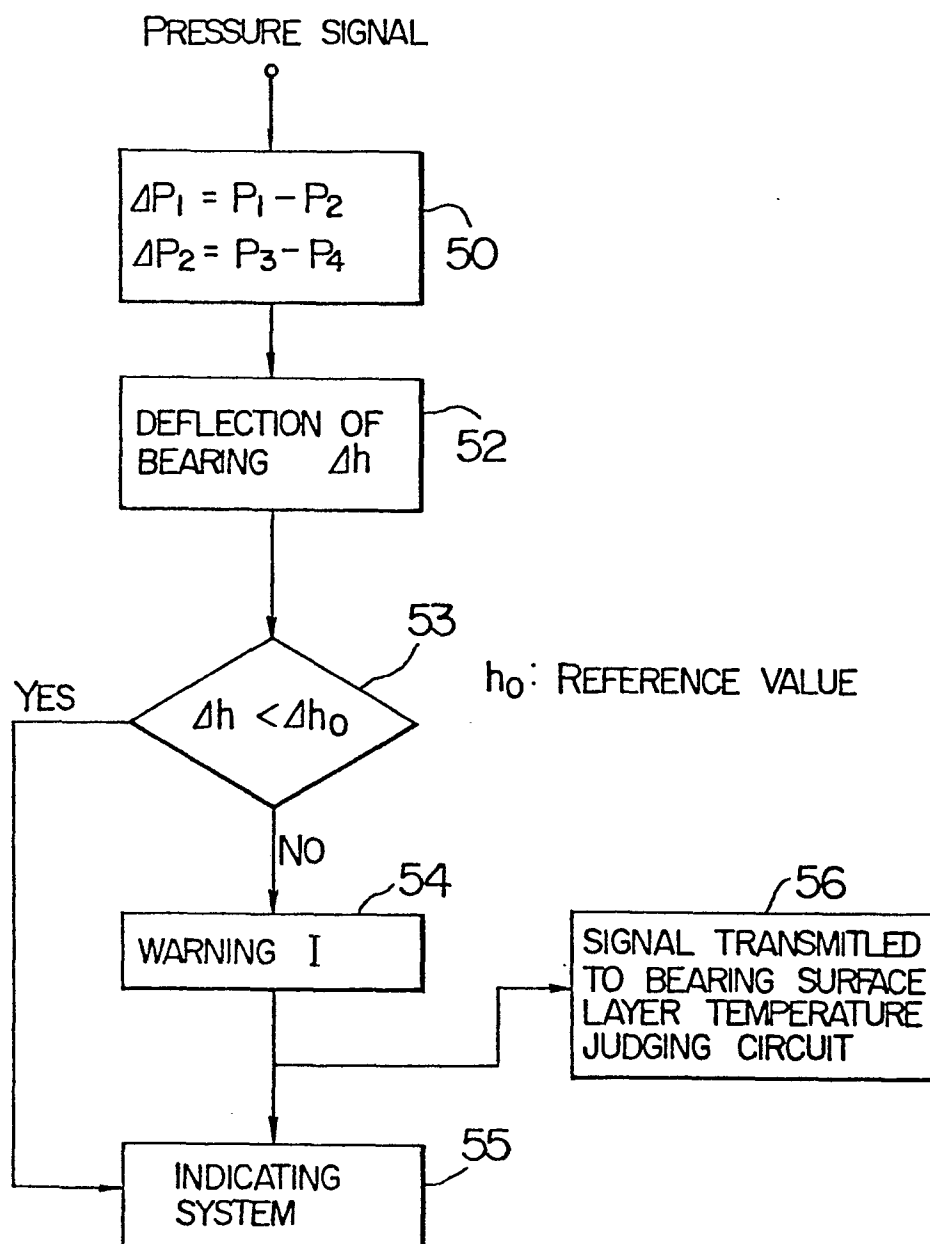 PRESSURE SIGNAL
ΔP₁ = P₁ − P₂
ΔP₂ = P₃ − P₄
50
DEFLECTION OF
BEARING Δh
52
53
YES
Δh < Δh₀
h₀: REFERENCE VALUE
NO
54
WARNING I
56
SIGNAL TRANSMITLED
TO BEARING SURFACE
LAYER TEMPERATURE
JUDGING CIRCUIT
55
INDICATING
SYSTEM